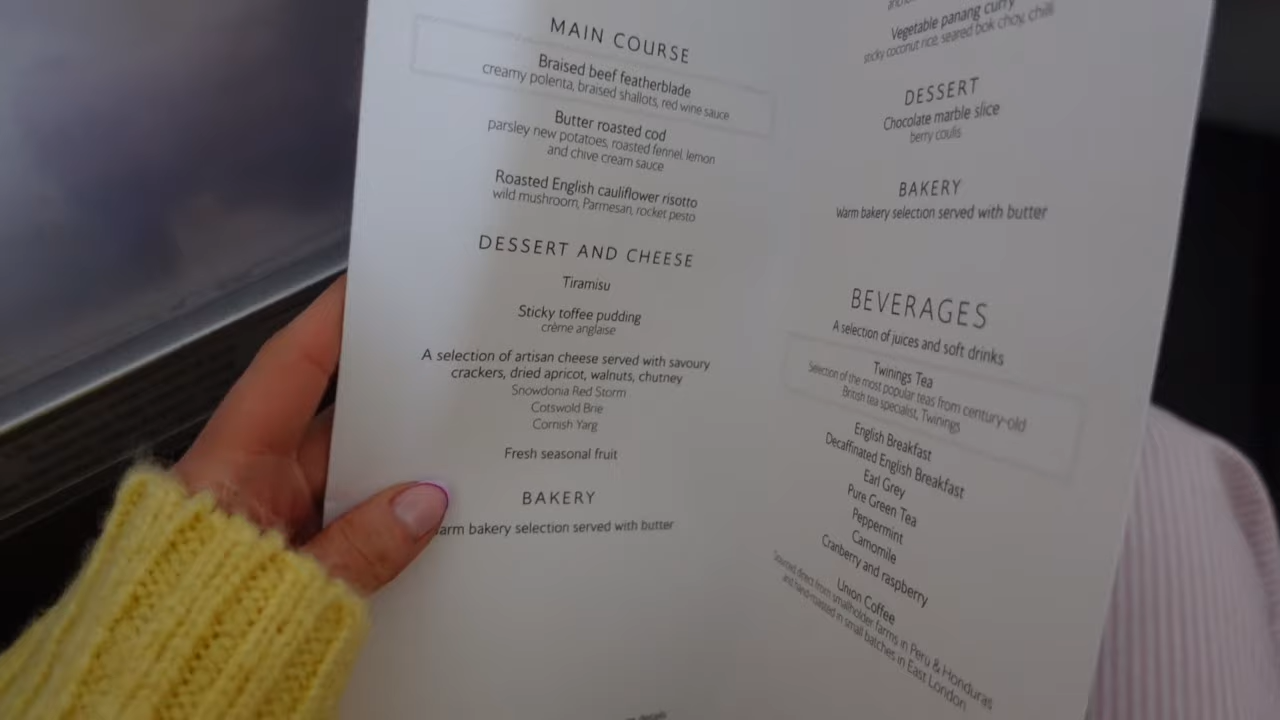 MAIN COURSE
Braised beef featherblade
creamy polenta, braised shallots, red wine sauce
Butter roasted cod
parsley new potatoes, roasted fennel, lemon
and chive cream sauce
Roasted English cauliflower risotto
wild mushroom, Parmesan, rocket pesto
DESSERT AND CHEESE
Tiramisu
Sticky toffee pudding
crème anglaise
A selection of artisan cheese served with savoury
crackers, dried apricot, walnuts, chutney
Snowdonia Red Storm
Cotswold Brie
Cornish Yarg
Fresh seasonal fruit
BAKERY
arm bakery selection served with butter
Vegetable panang curry
sticky coconut rice, seared bok choy, chilli
DESSERT
Chocolate marble slice
berry coulis
BAKERY
Warm bakery selection served with butter
BEVERAGES
A selection of juices and soft drinks
Twinings Tea
Selection of the most popular teas from century-old
British tea specialist, Twinings
English Breakfast
Decaffinated English Breakfast
Earl Grey
Pure Green Tea
Peppermint
Camomile
Cranberry and raspberry
Union Coffee
Sourced direct from smallholder farms in Peru & Honduras
and hand-roasted in small batches in East London